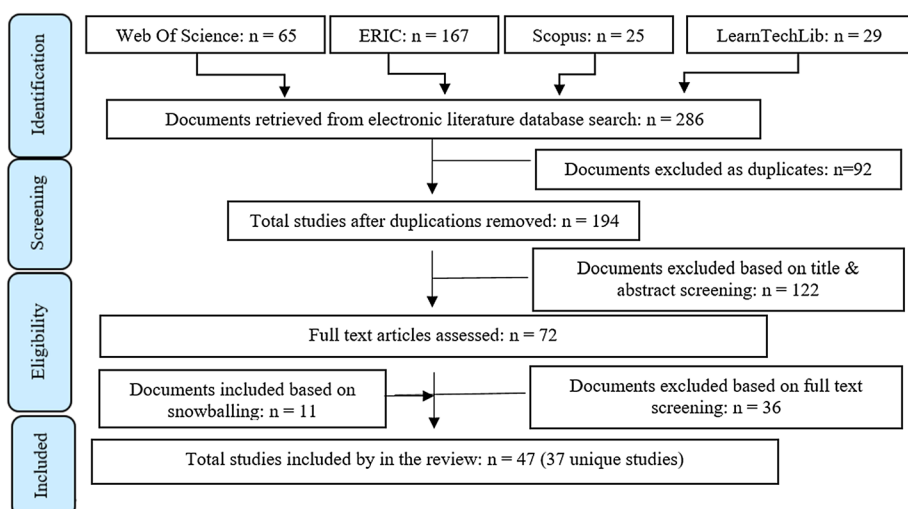 Identification
Web Of Science: n = 65
ERIC: n = 167
Scopus: n = 25
LearnTechLib: n = 29
Documents retrieved from electronic literature database search: n = 286
Documents excluded as duplicates: n=92
Screening
Total studies after duplications removed: n = 194
Documents excluded based on title &
abstract screening: n = 122
Eligibility
Full text articles assessed: n = 72
Documents included based on
snowballing: n = 11
Documents excluded based on full text
screening: n = 36
Included
Total studies included by in the review: n = 47 (37 unique studies)